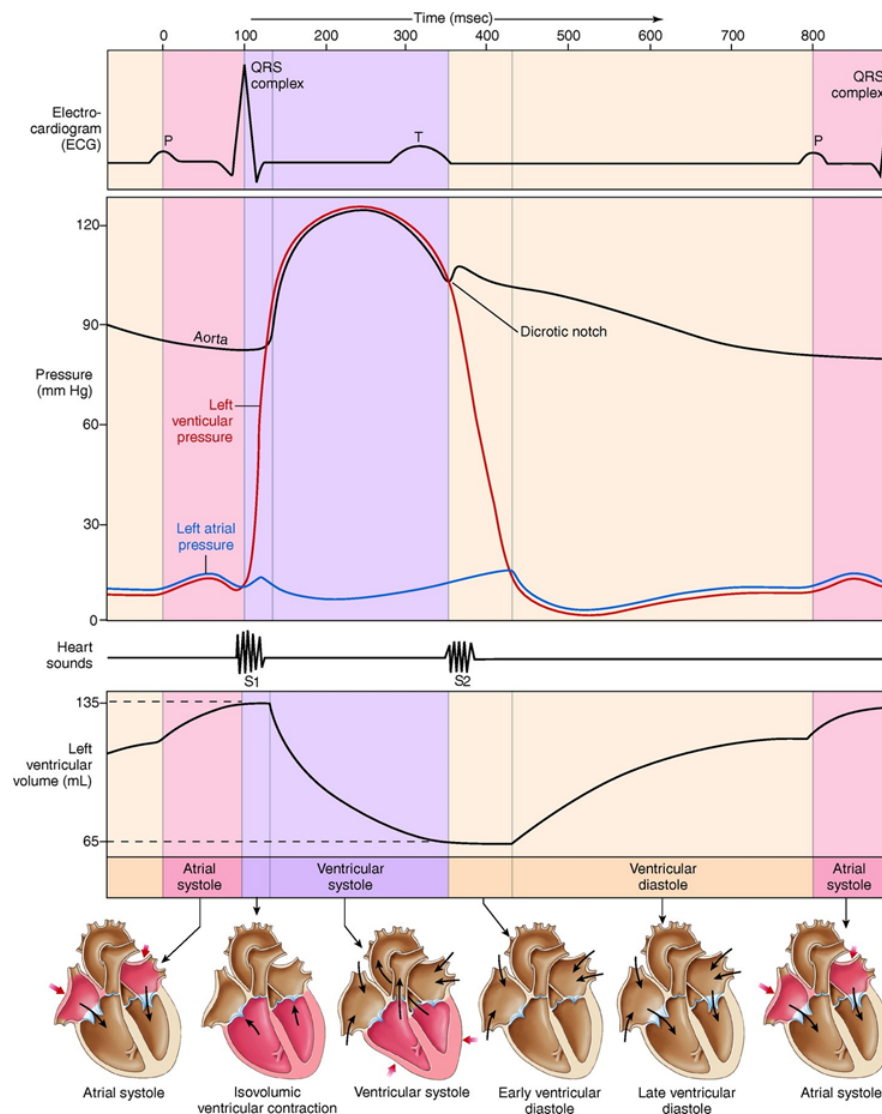 Time (msec)
0 100 200 300 400 500 600 700 800
QRS
complex
QRS
complex
Electro-
cardiogram
(ECG)
P
T
P
120
90
Aorta
Dicrotic notch
Pressure
(mm Hg)
Left
venticular
pressure
60
30
Left atrial
pressure
0
Heart
sounds
S1
S2
135
Left
ventricular
volume (mL)
65
Atrial
systole
Ventricular
systole
Ventricular
diastole
Atrial
systole
Atrial systole
Isovolumic
ventricular contraction
Ventricular systole
Early ventricular
diastole
Late ventricular
diastole
Atrial systole